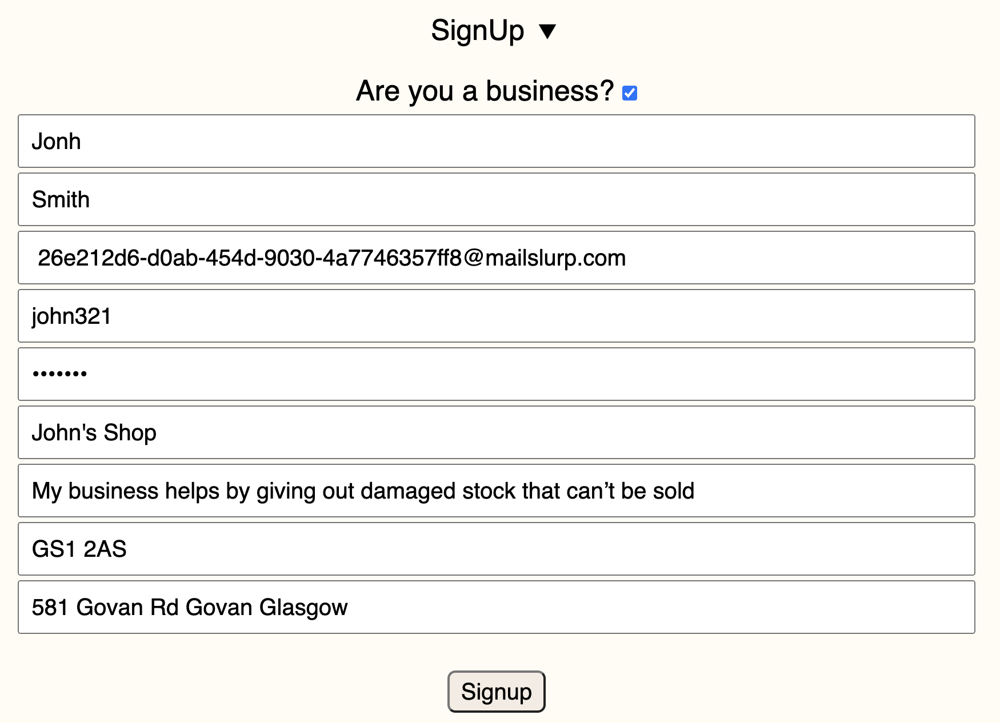 SignUp ▼
Are you a business?
Jonh
Smith
26e212d6-d0ab-454d-9030-4a7746357ff8@mailslurp.com
john321
•••••••
John's Shop
My business helps by giving out damaged stock that can’t be sold
GS1 2AS
581 Govan Rd Govan Glasgow
Signup